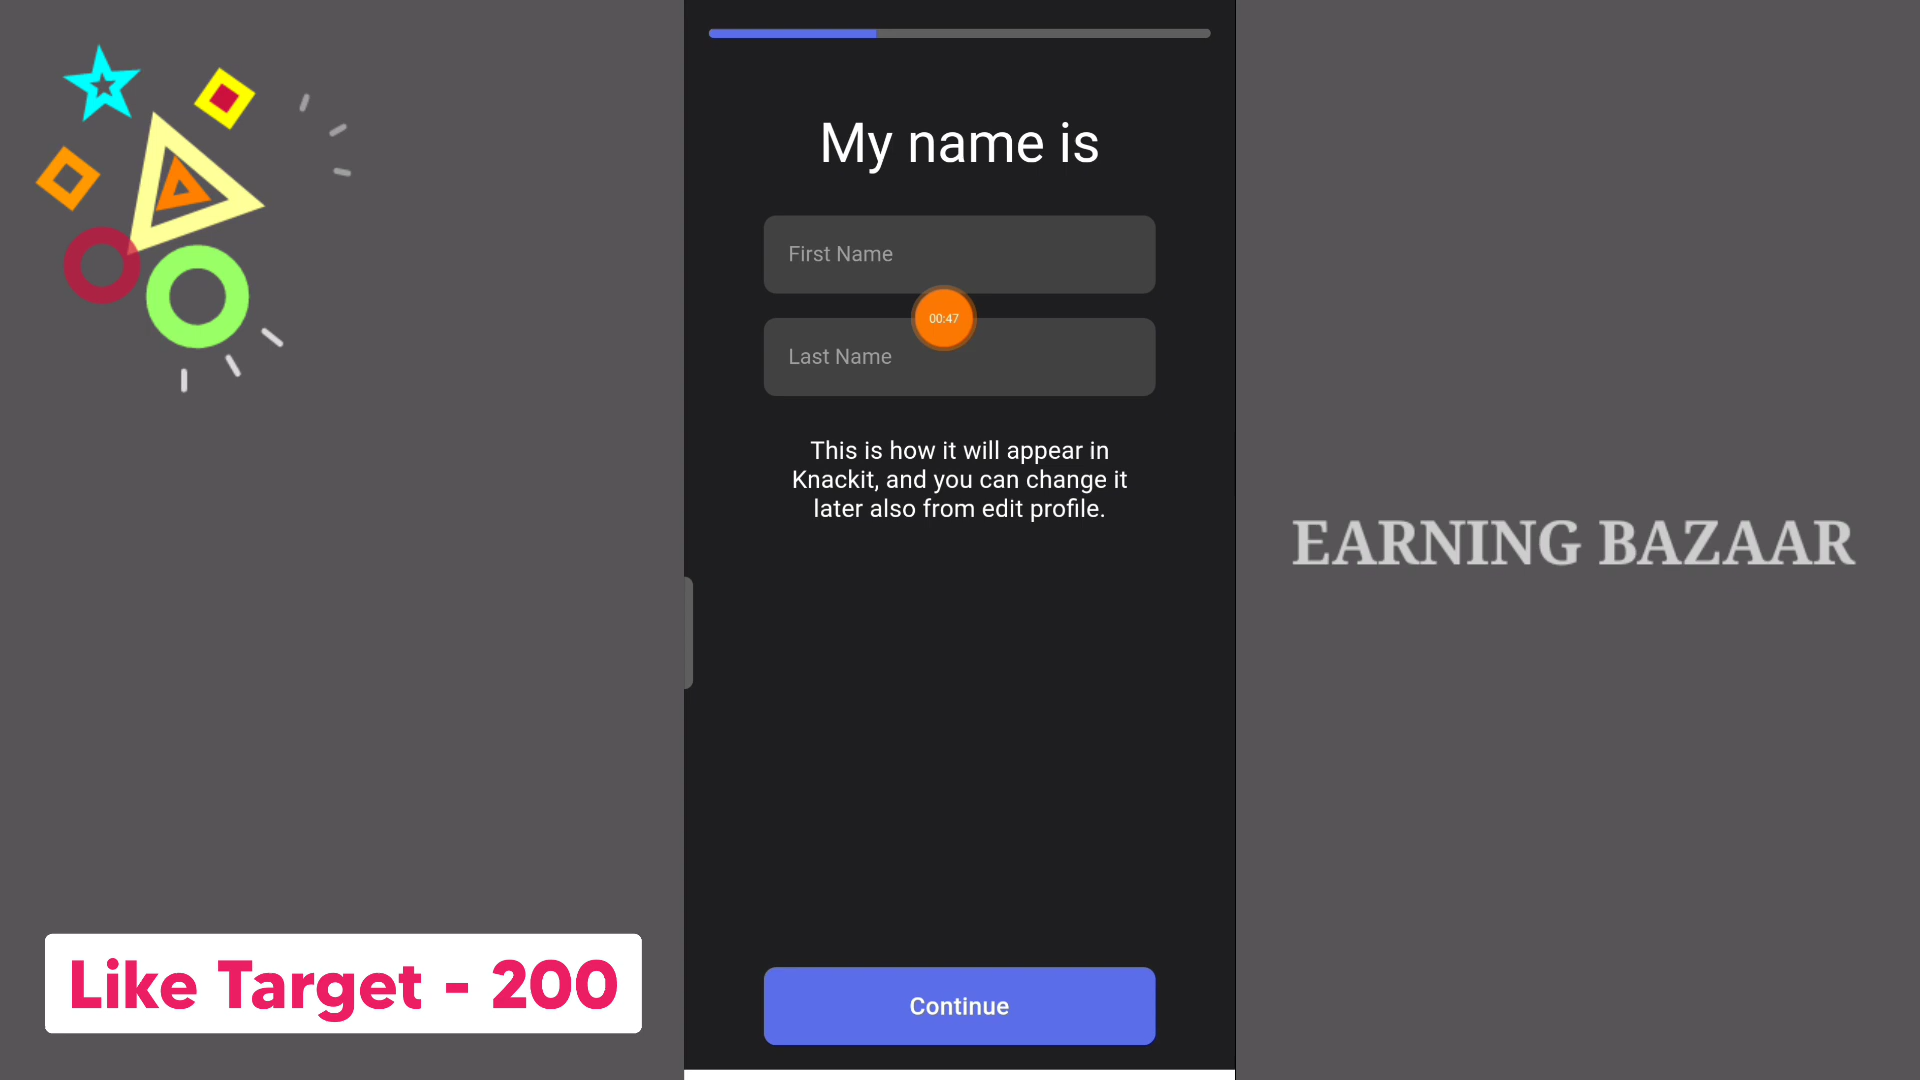 My name is
First Name
00:47
Last Name
This is how it will appear in
Knackit, and you can change it
later also from edit profile.
EARNING BAZAAR
Like Target - 200
Continue